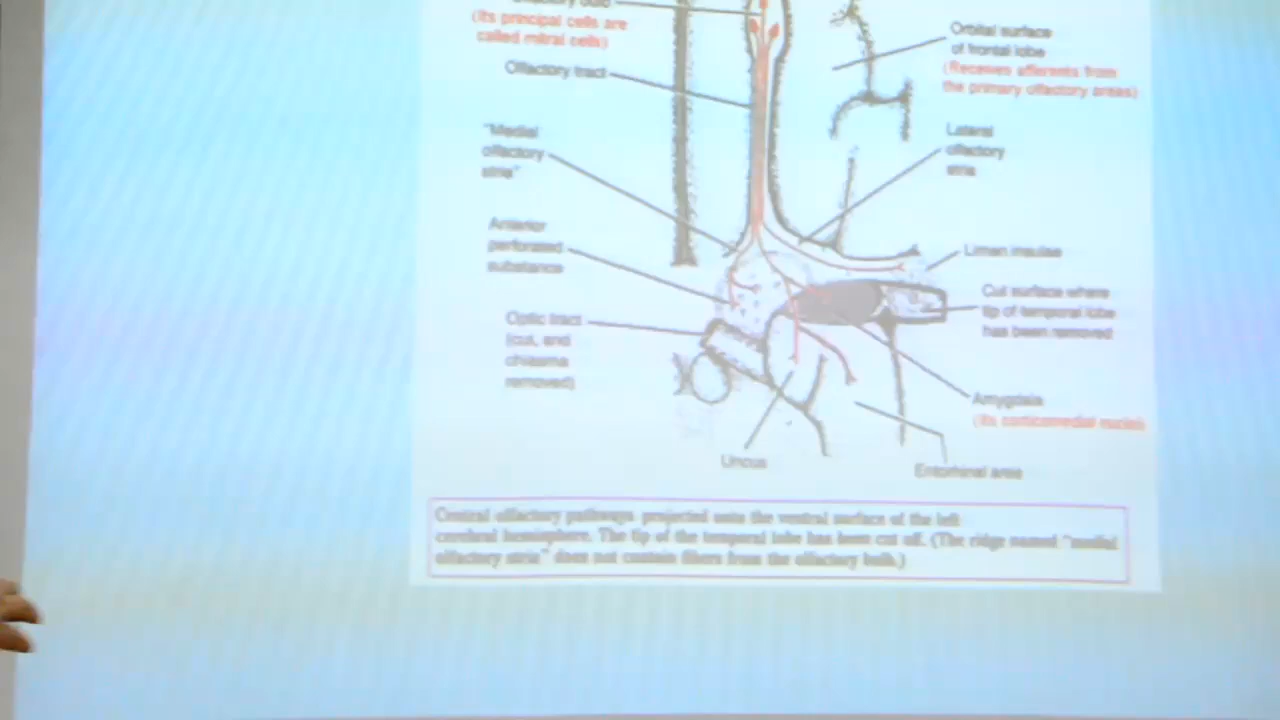 Olfactory bulb
(Its principal cells are
called mitral cells)
Olfactory tract
"Medial
olfactory
stria"
Anterior
perforated
substance
Optic tract
(cut, and
chiasma
removed)
Orbital surface
of frontal lobe
(Receives afferents from
the primary olfactory areas)
Lateral
olfactory
stria
Limen insulae
Cut surface where
tip of temporal lobe
has been removed
Amygdala
(Its corticomedial nuclei)
Uncus
Entorhinal area
Central olfactory pathways, projected onto the ventral surface of the left
cerebral hemisphere. The tip of the temporal lobe has been cut off. (The ridge named "medial
olfactory stria" does not contain fibers from the olfactory bulb.)